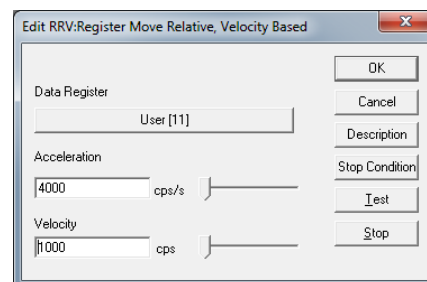 Edit RRV:Register Move Relative, Velocity Based
OK
Data Register
User [11]
Cancel
Description
Acceleration
Stop Condition
4000 cps/s
Test
Velocity
Stop
1000 cps